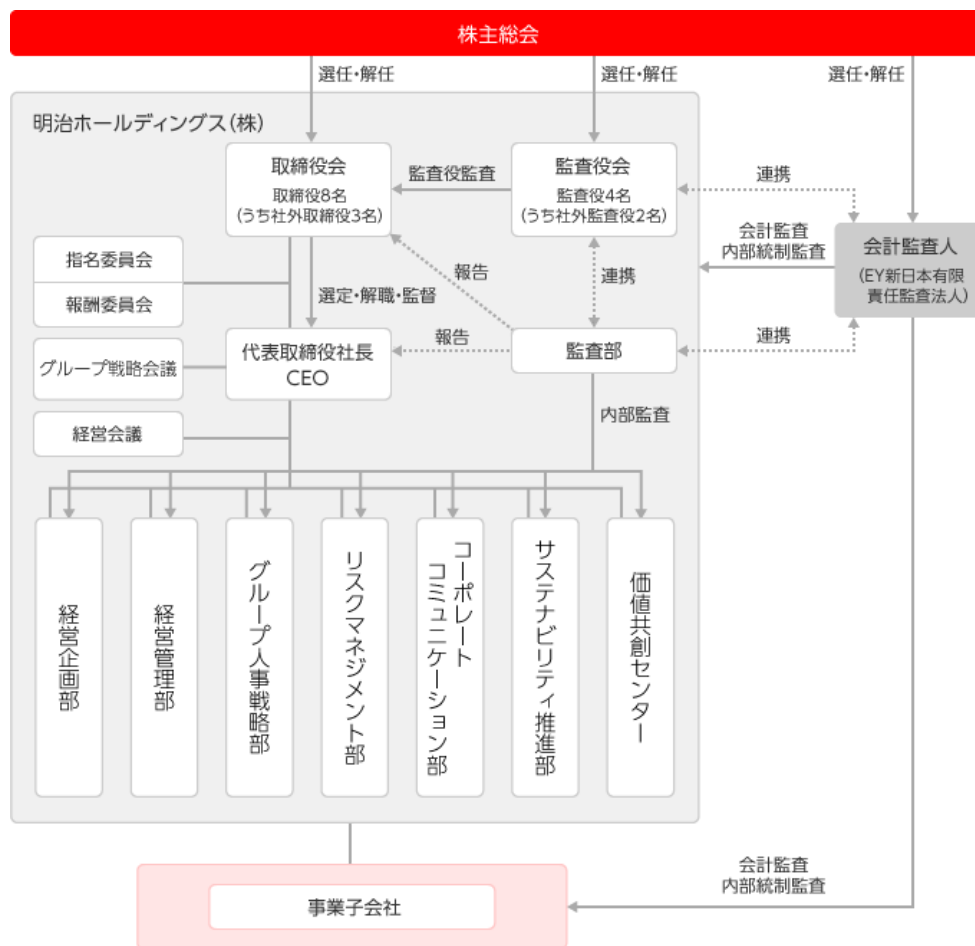 株主総会
選任・解任
選任・解任
選任・解任
明治ホールディングス(株)
取締役会
取締役8名
(うち社外取締役3名)
監査役監査
監査役会
監査役4名
(うち社外監査役2名)
連携
会計監査
内部統制監査
会計監査人
(EY新日本有限
責任監査法人)
指名委員会
報酬委員会
選定・解職・監督
報告
連携
グループ戦略会議
代表取締役社長
CEO
報告
監査部
連携
経営会議
内部監査
経営企画部
経営管理部
グループ人事戦略部
リスクマネジメント部
コーポレート
コミュニケーション部
サステナビリティ推進部
価値共創センター
会計監査
内部統制監査
事業子会社